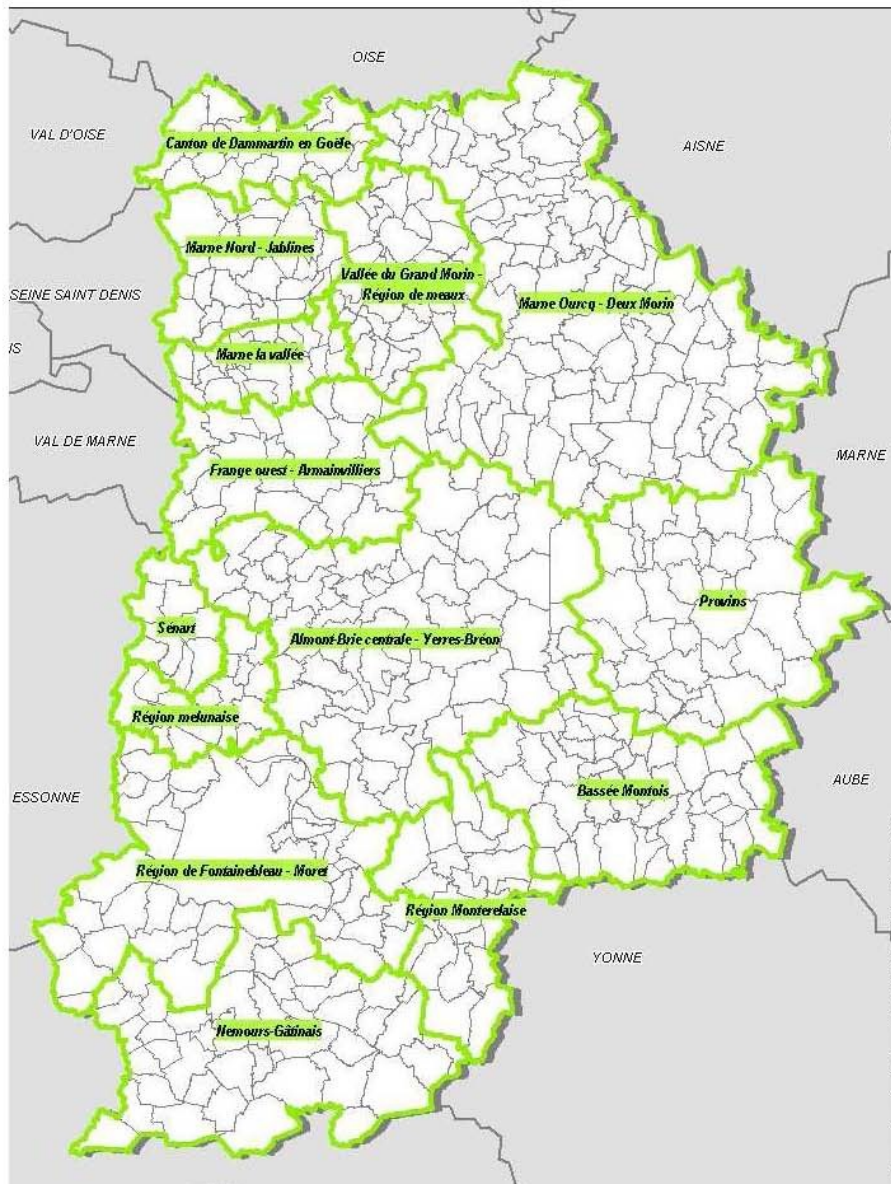 OISE
VAL D'OISE
AISNE
Canton de Dammartin en Goële
Marne Nord - Jablines
Vallée du Grand Morin -
Région de meaux
SEINE SAINT DENIS
Marne Ourcq - Deux Morin
IS
Marne la vallée
VAL DE MARNE
MARNE
Frange ouest - Armainvilliers
Provins
Sénart
Almont-Brie centrale - Yerres-Bréon
Région melunaise
ESSONNE
AUBE
Bassée Montois
Région de Fontainebleau - Moret
Région Monterelaise
YONNE
Nemours-Gâtinais